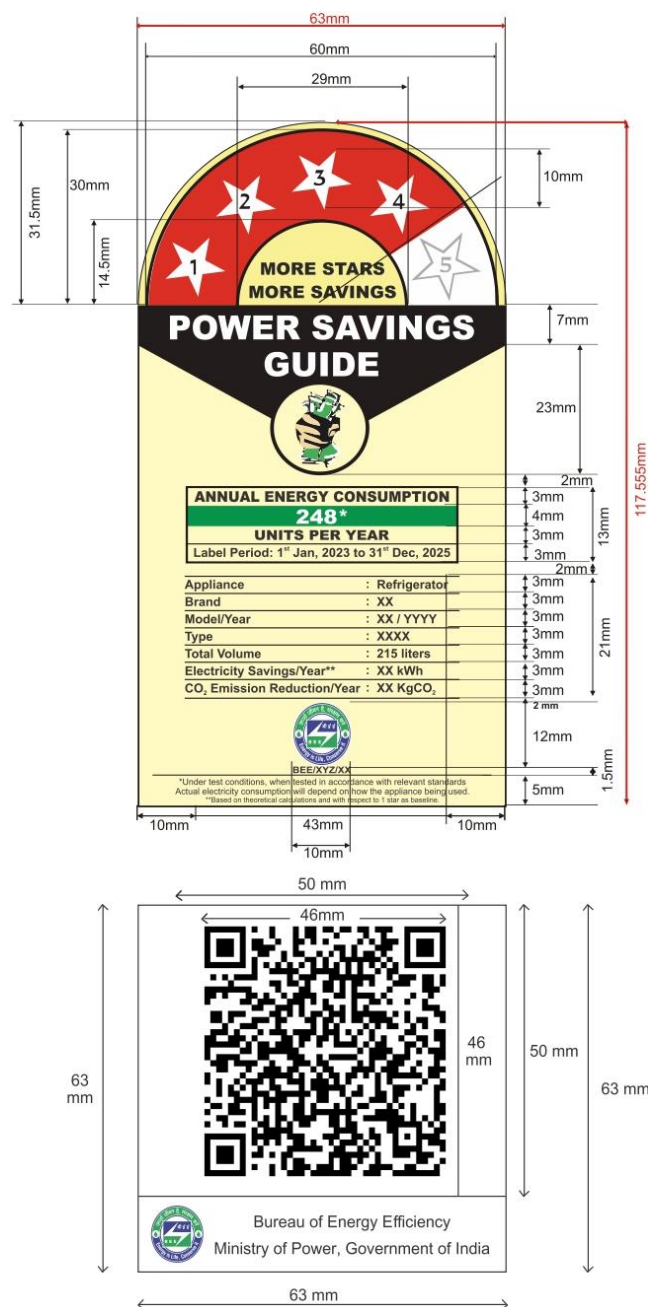 63mm
60mm
29mm
31.5mm
30mm
14.5mm
10mm
1
2
3
4
5
MORE STARS
MORE SAVINGS
POWER SAVINGS
GUIDE
7mm
23mm
117.555mm
2mm
ANNUAL ENERGY CONSUMPTION
3mm
248*
4mm
UNITS PER YEAR
3mm
Label Period: 1st Jan, 2023 to 31st Dec, 2025
3mm
13mm
2mm
Appliance : Refrigerator
3mm
Brand : XX
3mm
Model/Year : XX / YYYY
3mm
Type : XXXX
3mm
Total Volume : 215 liters
3mm
Electricity Savings/Year** : XX kWh
3mm
CO2 Emission Reduction/Year : XX KgCO2
3mm
21mm
2 mm
12mm
BEE/XYZ/XX
1.5mm
*Under test conditions, when tested in accordance with relevant standards
Actual electricity consumption will depend on how the appliance being used.
**Based on theoretical calculations and with respect to 1 star as baseline.
5mm
10mm
43mm
10mm
10mm
50 mm
46mm
63
mm
46
mm
50 mm
63 mm
Bureau of Energy Efficiency
Ministry of Power, Government of India
63 mm